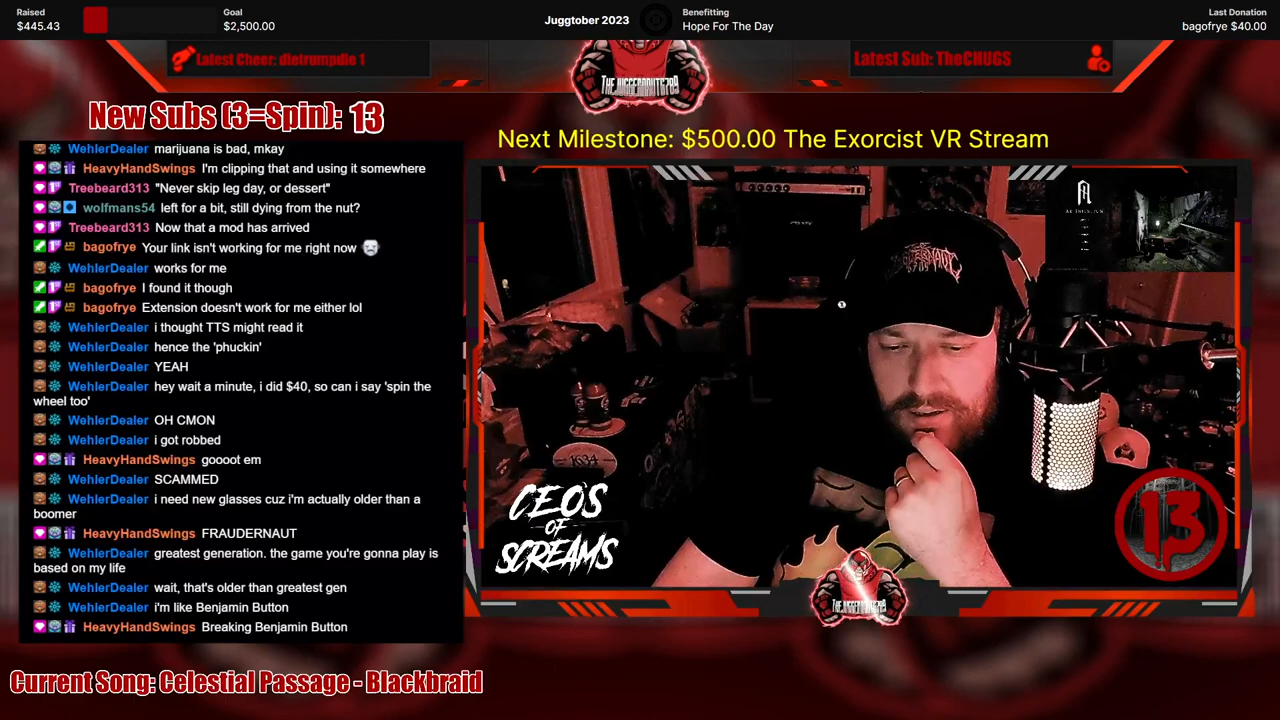 Raised
$445.43
Goal
$2,500.00
Juggtober 2023
Benefitting
Hope For The Day
Last Donation
bagofrye $40.00
Latest Cheer: dietrumpdie 1
THEJUGGERNAUT6789
Latest Sub: TheCHUGS
New Subs (3=Spin): 13
Next Milestone: $500.00 The Exorcist VR Stream
WehlerDealer marijuana is bad, mkay
HeavyHandSwings I'm clipping that and using it somewhere
Treebeard313 "Never skip leg day, or dessert"
wolfmans54 left for a bit, still dying from the nut?
Treebeard313 Now that a mod has arrived
bagofrye Your link isn't working for me right now
WehlerDealer works for me
bagofrye I found it though
bagofrye Extension doesn't work for me either lol
WehlerDealer i thought TTS might read it
WehlerDealer hence the 'phuckin'
WehlerDealer YEAH
WehlerDealer hey wait a minute, i did $40, so can i say 'spin the
wheel too'
WehlerDealer OH CMON
WehlerDealer i got robbed
HeavyHandSwings goooot em
WehlerDealer SCAMMED
WehlerDealer i need new glasses cuz i'm actually older than a
boomer
HeavyHandSwings FRAUDERNAUT
WehlerDealer greatest generation. the game you're gonna play is
based on my life
WehlerDealer wait, that's older than greatest gen
WehlerDealer i'm like Benjamin Button
HeavyHandSwings Breaking Benjamin Button
1634
CEO'S
OF
SCREAMS
13
Current Song: Celestial Passage - Blackbraid